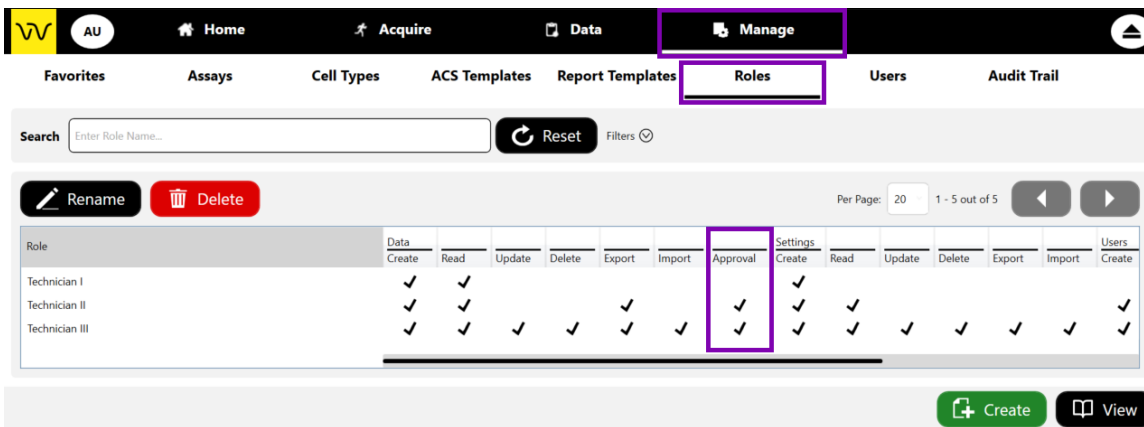 AU Home Acquire Data Manage
Favorites Assays Cell Types ACS Templates Report Templates Roles Users Audit Trail
Search Enter Role Name... Reset Filters
Rename Delete Per Page: 20 1 - 5 out of 5
Role Data Settings Users
Create Read Update Delete Export Import Approval Create Read Update Delete Export Import Create
Technician I
Technician II
Technician III
Create View